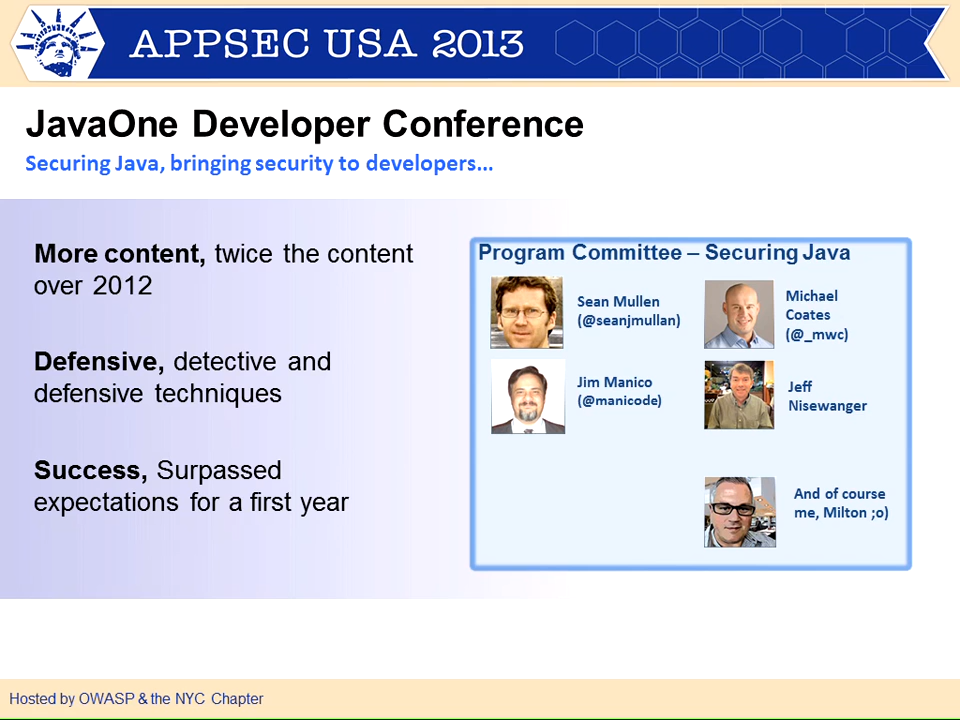 APPSEC USA 2013
JavaOne Developer Conference
Securing Java, bringing security to developers...
More content, twice the content
over 2012
Defensive, detective and
defensive techniques
Success, Surpassed
expectations for a first year
Program Committee – Securing Java
Sean Mullen
(@seanjmullan)
Michael
Coates
(@_mwc)
Jim Manico
(@manicode)
Jeff
Nisewanger
And of course
me, Milton ;o)
Hosted by OWASP & the NYC Chapter